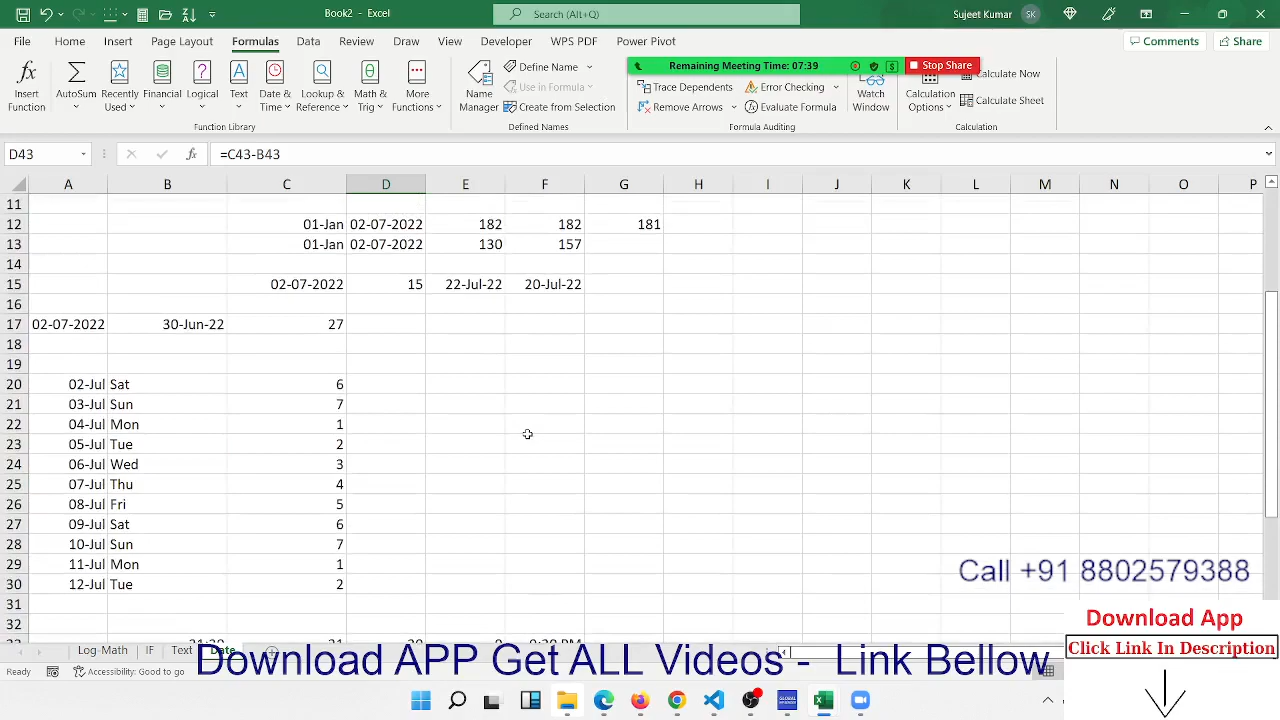 Book2 - Excel
Search (Alt+Q)
Sujeet Kumar SK
File Home Insert Page Layout Formulas Data Review View Draw Developer WPS PDF Power Pivot
Comments Share
Remaining Meeting Time: 07:39 Stop Share
Insert Function
AutoSum
Recently Used
Financial
Logical
Text
Date & Time
Lookup & Reference
Math & Trig
More Functions
Function Library
Name Manager
Define Name
Use in Formula
Create from Selection
Defined Names
Trace Dependents
Remove Arrows
Error Checking
Evaluate Formula
Formula Auditing
Watch Window
Calculation Options
Calculate Now
Calculate Sheet
Calculation
D43 fx =C43-B43
A B C D E F G H I J K L M N O P
11
12 01-Jan 02-07-2022 182 182 181
13 01-Jan 02-07-2022 130 157
14
15 02-07-2022 15 22-Jul-22 20-Jul-22
16
17 02-07-2022 30-Jun-22 27
18
19
20 02-Jul Sat 6
21 03-Jul Sun 7
22 04-Jul Mon 1
23 05-Jul Tue 2
24 06-Jul Wed 3
25 07-Jul Thu 4
26 08-Jul Fri 5
27 09-Jul Sat 6
28 10-Jul Sun 7
29 11-Jul Mon 1
30 12-Jul Tue 2
31
32
Call +91 8802579388
Download App
Click Link In Description
Log-Math IF Text Date
Download APP Get ALL Videos - Link Bellow
Ready Accessibility: Good to go